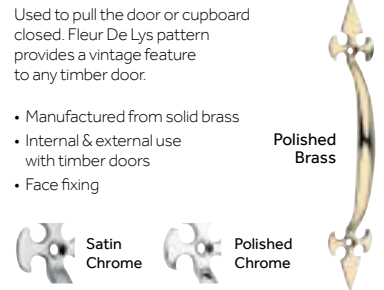 Used to pull the door or cupboard
closed. Fleur De Lys pattern
provides a vintage feature
to any timber door.
• Manufactured from solid brass
• Internal & external use
with timber doors
• Face fixing
Polished
Brass
Satin
Chrome
Polished
Chrome